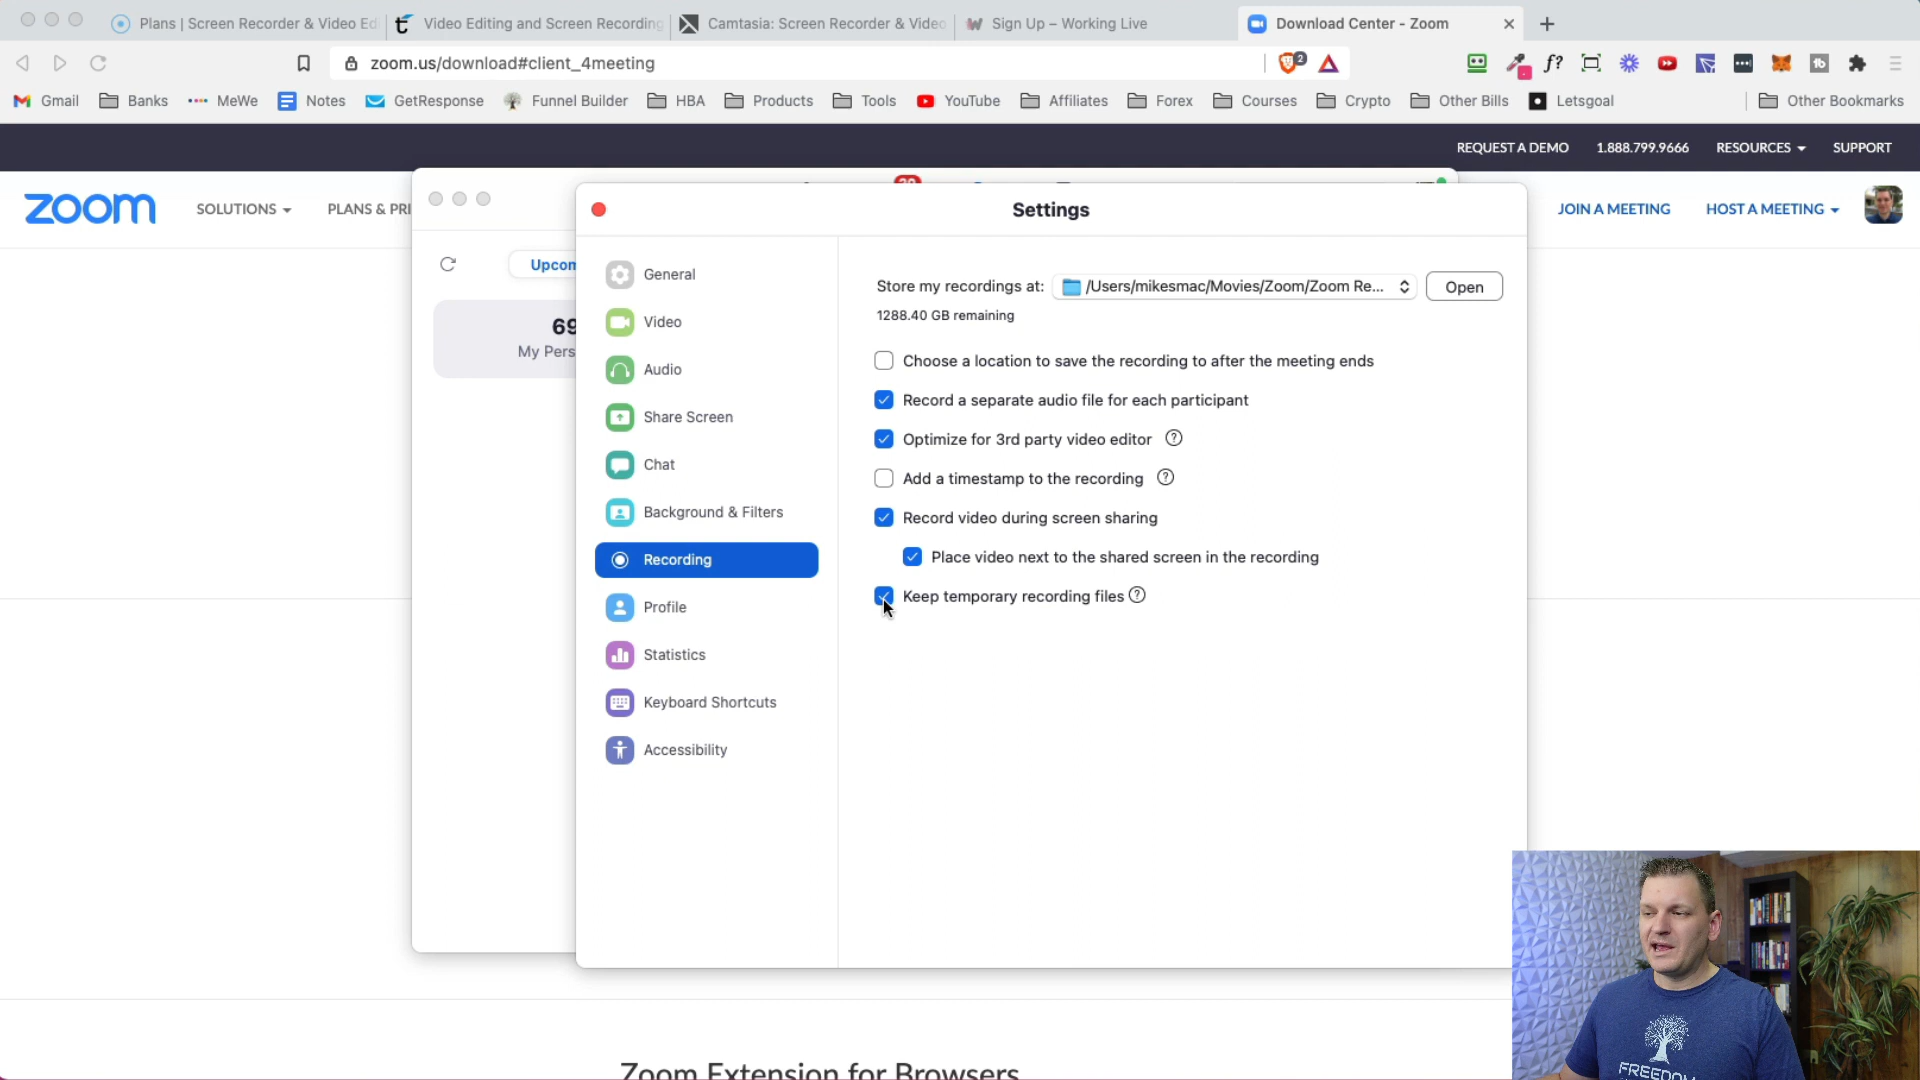 Plans | Screen Recorder & Video Ed
Video Editing and Screen Recording
Camtasia: Screen Recorder & Video
Sign Up – Working Live
Download Center - Zoom
zoom.us/download#client_4meeting
2
f?
Gmail
Banks
MeWe
Notes
GetResponse
Funnel Builder
HBA
Products
Tools
YouTube
Affiliates
Forex
Courses
Crypto
Other Bills
Letsgoal
Other Bookmarks
REQUEST A DEMO
1.888.799.9666
RESOURCES
SUPPORT
zoom
SOLUTIONS
PLANS & PRI
JOIN A MEETING
HOST A MEETING
Upcom
69
My Pers
Settings
General
Video
Audio
Share Screen
Chat
Background & Filters
Recording
Profile
Statistics
Keyboard Shortcuts
Accessibility
Store my recordings at:
/Users/mikesmac/Movies/Zoom/Zoom Re...
Open
1288.40 GB remaining
Choose a location to save the recording to after the meeting ends
Record a separate audio file for each participant
Optimize for 3rd party video editor
Add a timestamp to the recording
Record video during screen sharing
Place video next to the shared screen in the recording
Keep temporary recording files
Zoom Extension for Browsers
FREEDOM